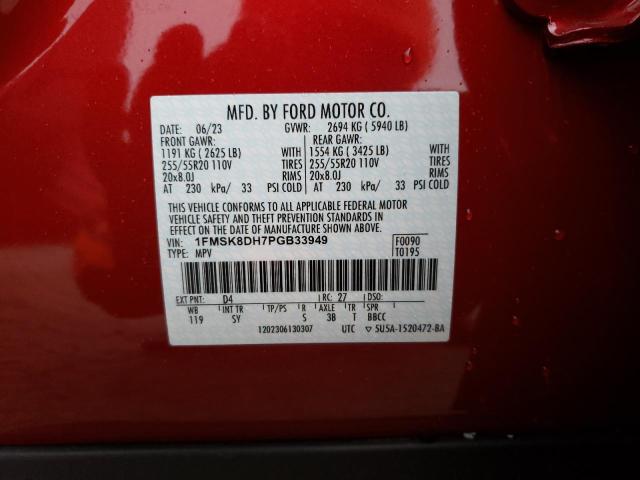 MFD. BY FORD MOTOR CO.
DATE: 06/23 GVWR: 2694 KG ( 5940 LB)
FRONT GAWR: REAR GAWR:
1191 KG ( 2625 LB) WITH 1554 KG ( 3425 LB) WITH
255/55R20 110V TIRES 255/55R20 110V TIRES
20x8.0J RIMS 20x8.0J RIMS
AT 230 kPa/ 33 PSI COLD AT 230 kPa/ 33 PSI COLD
THIS VEHICLE CONFORMS TO ALL APPLICABLE FEDERAL MOTOR
VEHICLE SAFETY AND THEFT PREVENTION STANDARDS IN
EFFECT ON THE DATE OF MANUFACTURE SHOWN ABOVE.
VIN: 1FMSK8DH7PGB33949 F0090
TYPE: MPV T0195
EXT PNT: D4 RC: 27 DSO:
WB INT TR TP/PS R AXLE TR SPR
119 SY S 3B T BBCC
1202306130307 UTC ▽ 5U5A-1520472-BA